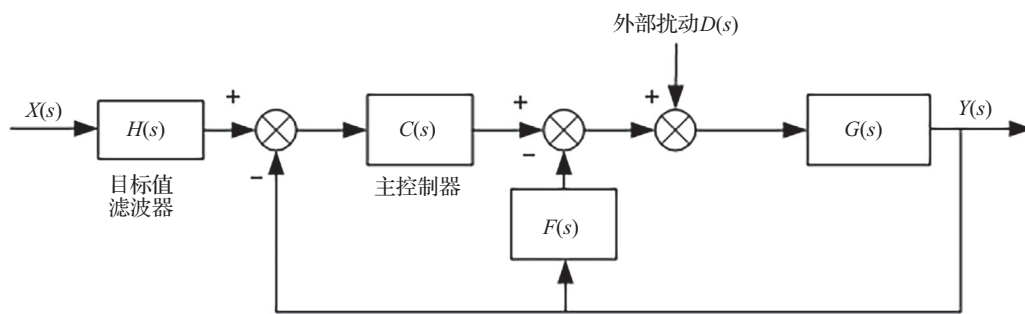 外部扰动D(s)
X(s)
H(s)
+
−
C(s)
+
−
+
G(s)
Y(s)
目标值
滤波器
主控制器
F(s)